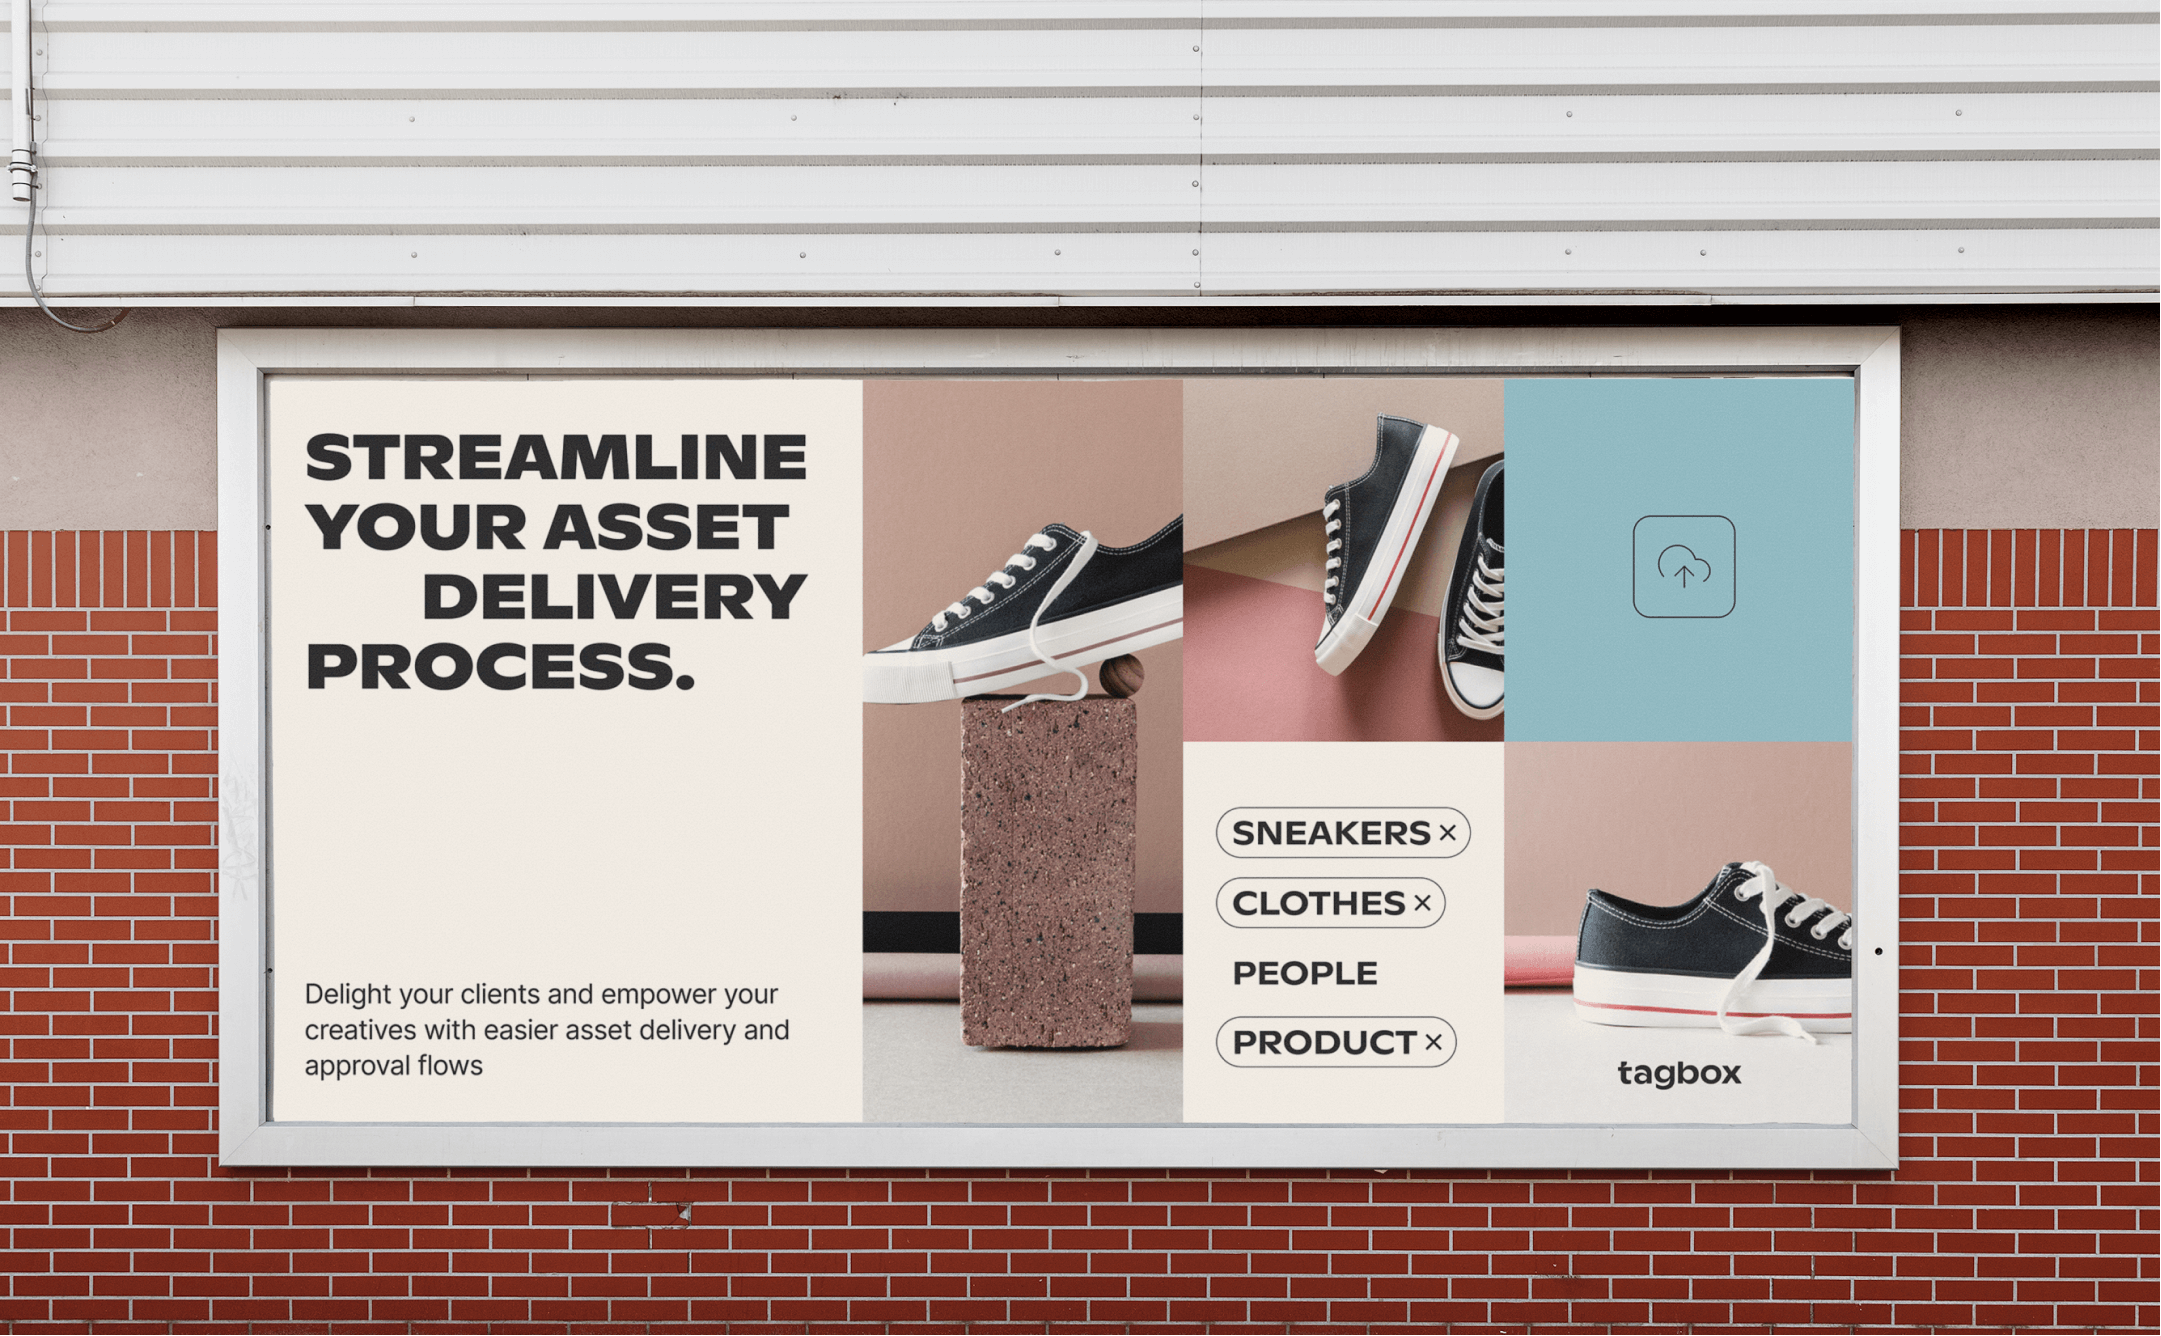 STREAMLINE
YOUR ASSET
DELIVERY
PROCESS.
Delight your clients and empower your
creatives with easier asset delivery and
approval flows
SNEAKERS ×
CLOTHES ×
PEOPLE
PRODUCT ×
tagbox